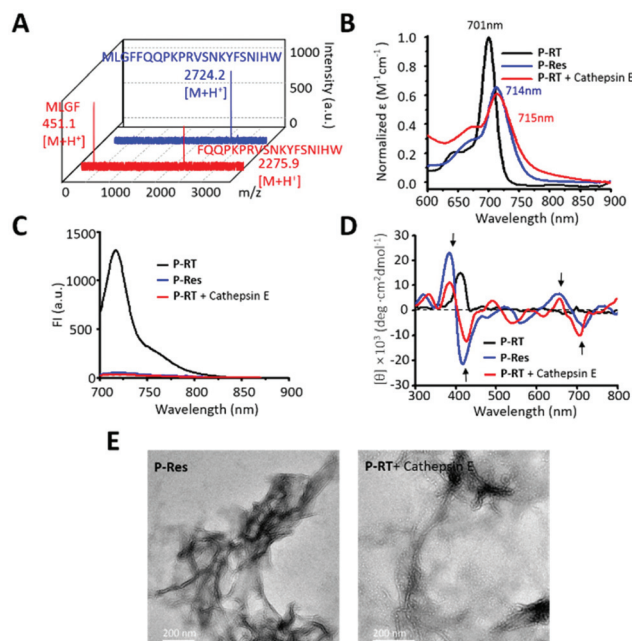 A
MLGFFQQPKPRVSNKYFSNIHW
2724.2
[M+H⁺]
MLGF
451.1
[M+H⁺]
FQQPKPRVSNKYFSNIHW
2275.9
[M+H⁺]
0
1000
2000
3000
m/z
1000
500
0
Intensity (a.u.)
B
701nm
P-RT
P-Res
P-RT + Cathepsin E
714nm
715nm
Normalized ε (M⁻¹cm⁻¹)
1.0
0.8
0.6
0.4
0.2
0.0
600 650 700 750 800 850 900
Wavelength (nm)
C
FI (a.u.)
1500
1000
500
0
P-RT
P-Res
P-RT + Cathepsin E
700 750 800 850 900
Wavelength (nm)
D
[θ] × 10³ (deg ·cm²dmol⁻¹)
30
20
10
0
-10
-20
-30
P-RT
P-Res
P-RT + Cathepsin E
300 400 500 600 700 800
Wavelength (nm)
E
P-Res
200 nm
P-RT+ Cathepsin E
200 nm